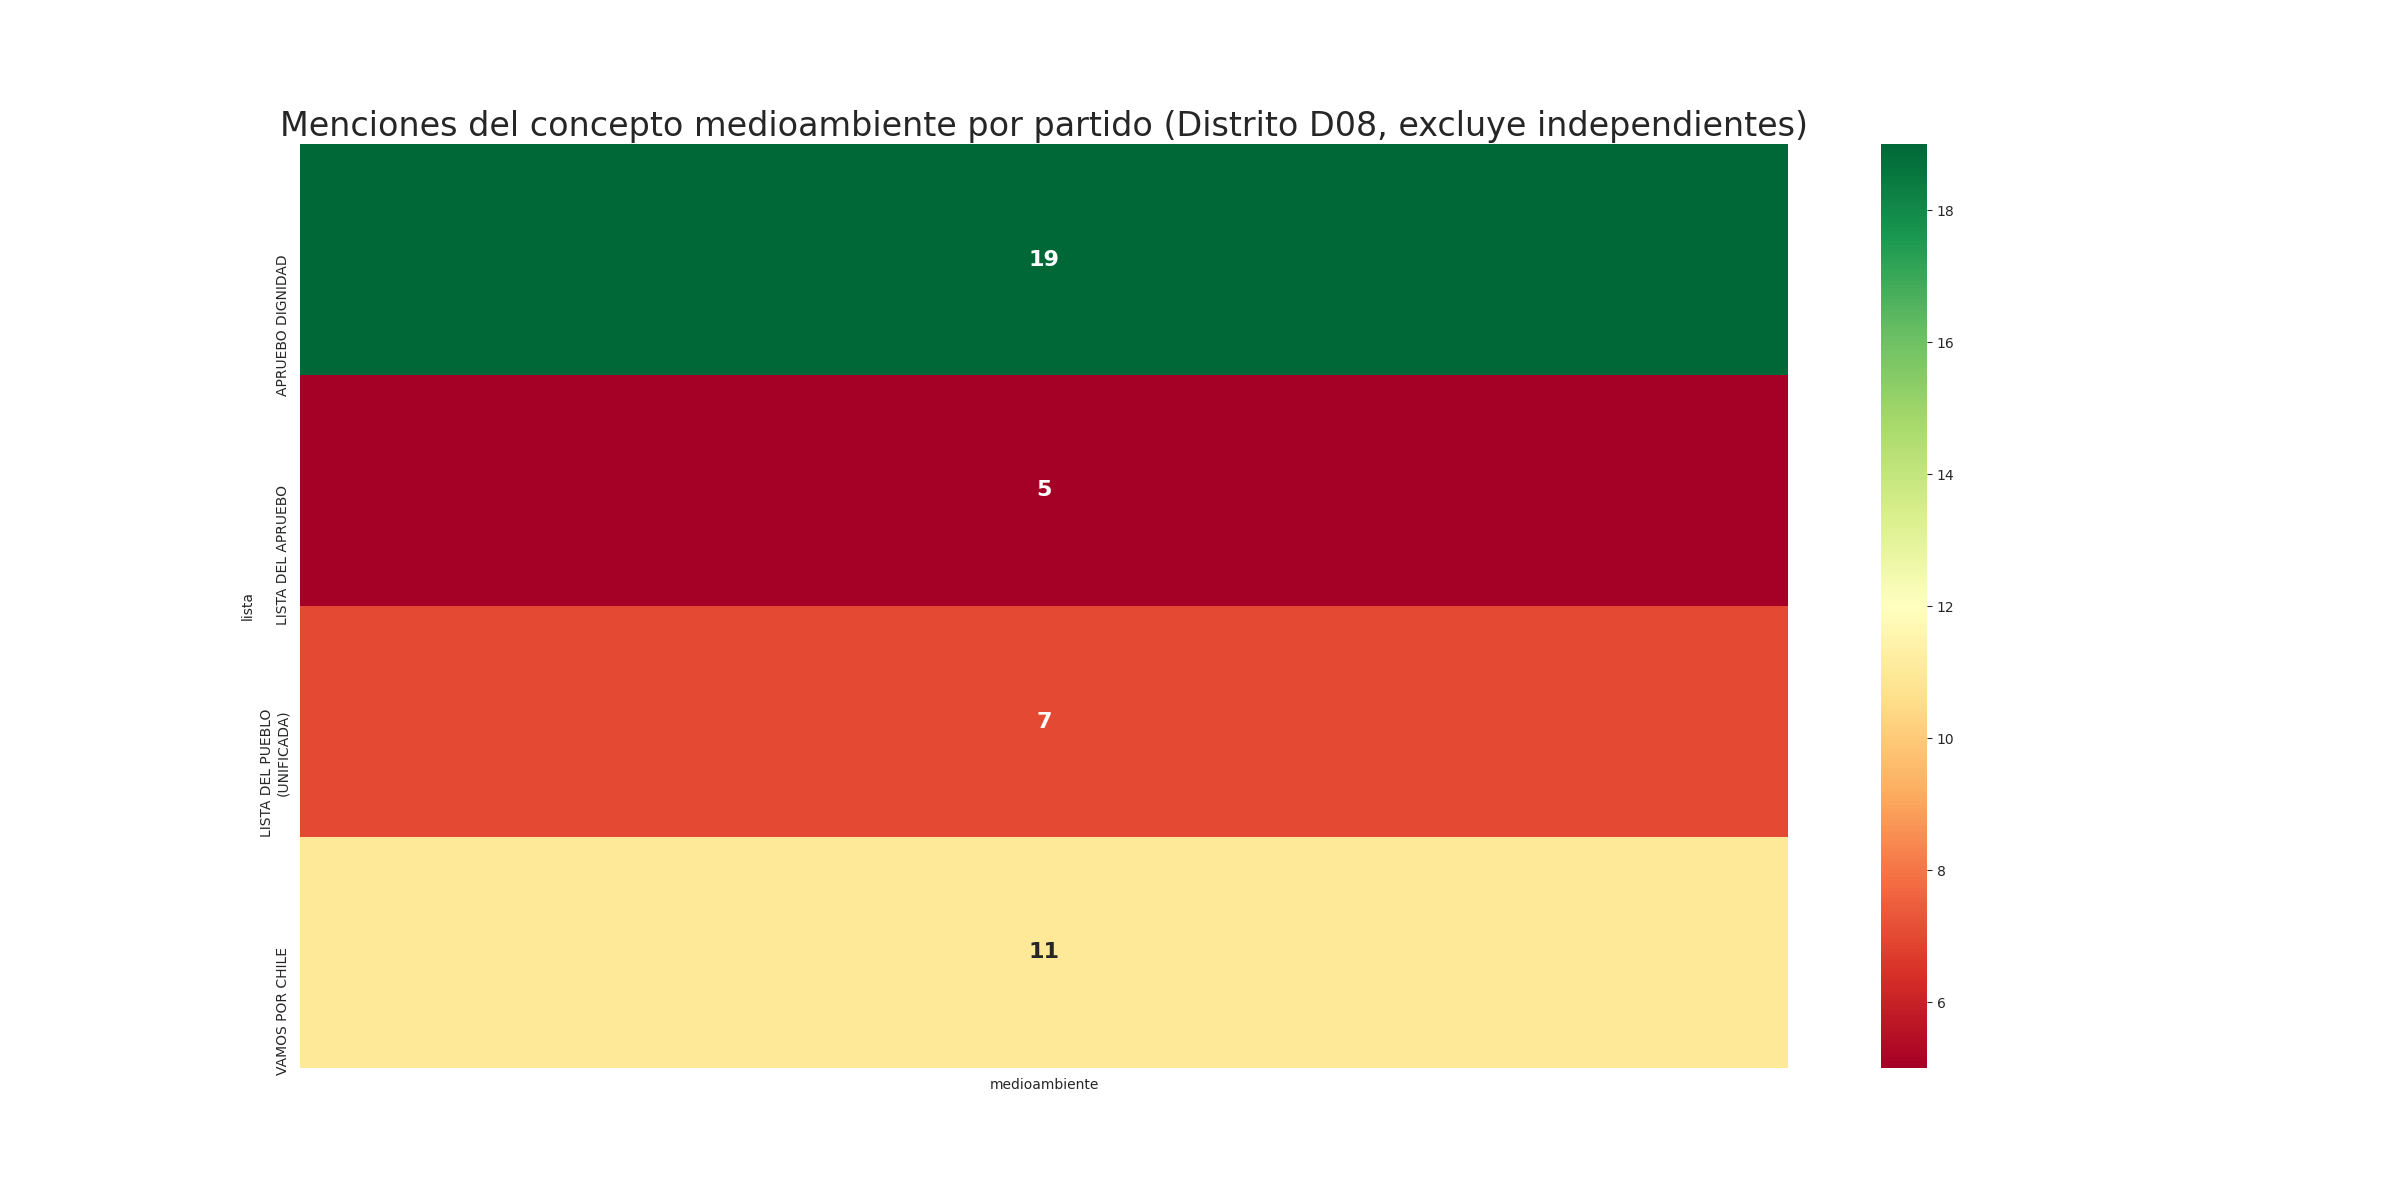 Menciones del concepto medioambiente por partido (Distrito D08, excluye independientes)
lista
APRUEBO DIGNIDAD
19
LISTA DEL APRUEBO
5
LISTA DEL PUEBLO
(UNIFICADA)
7
VAMOS POR CHILE
11
medioambiente
18
16
14
12
10
8
6